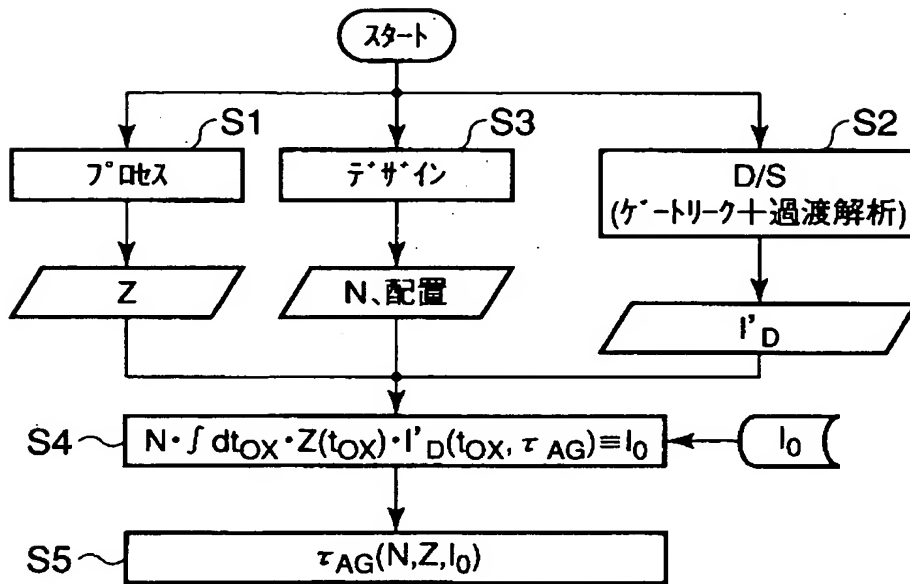 スタート
S1
S3
S2
プロセス
デザイン
D/S
(ゲートリーク+過渡解析)
Z
N、配置
I'D
S4
N・∫dtOX・Z(tOX)・I'D(tOX, τAG)≡I0
I0
S5
τAG(N,Z,I0)